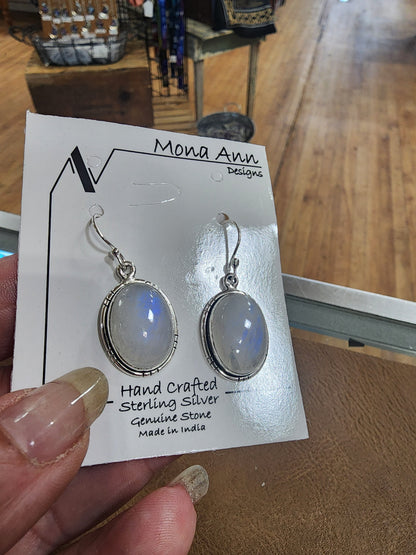 Mona Ann
Designs
Hand Crafted
Sterling Silver
Genuine Stone
Made in India